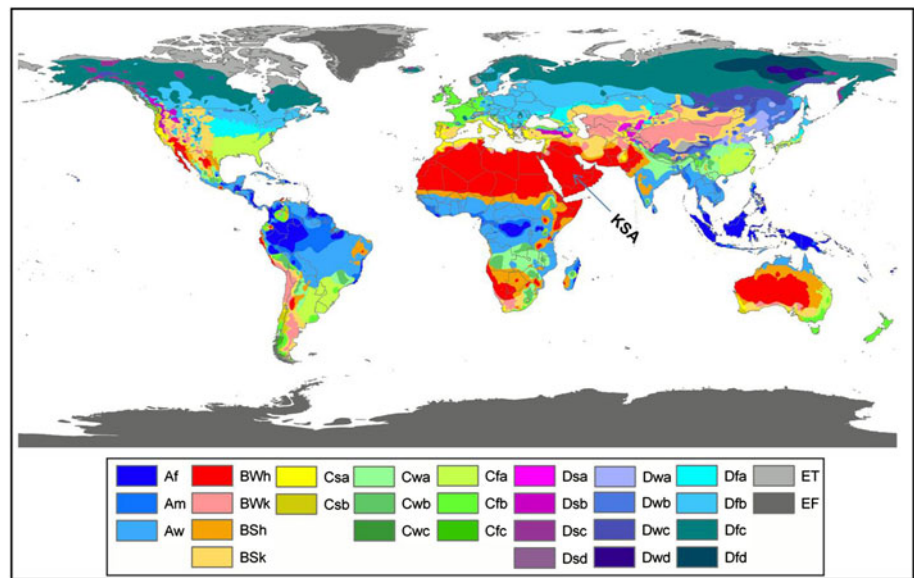 KSA
Af BWh Csa Cwa Cfa Dsa Dwa Dfa ET
Am BWk Csb Cwb Cfb Dsb Dwb Dfb EF
Aw BSh Cwc Cfc Dsc Dwc Dfc
BSk Dsd Dwd Dfd